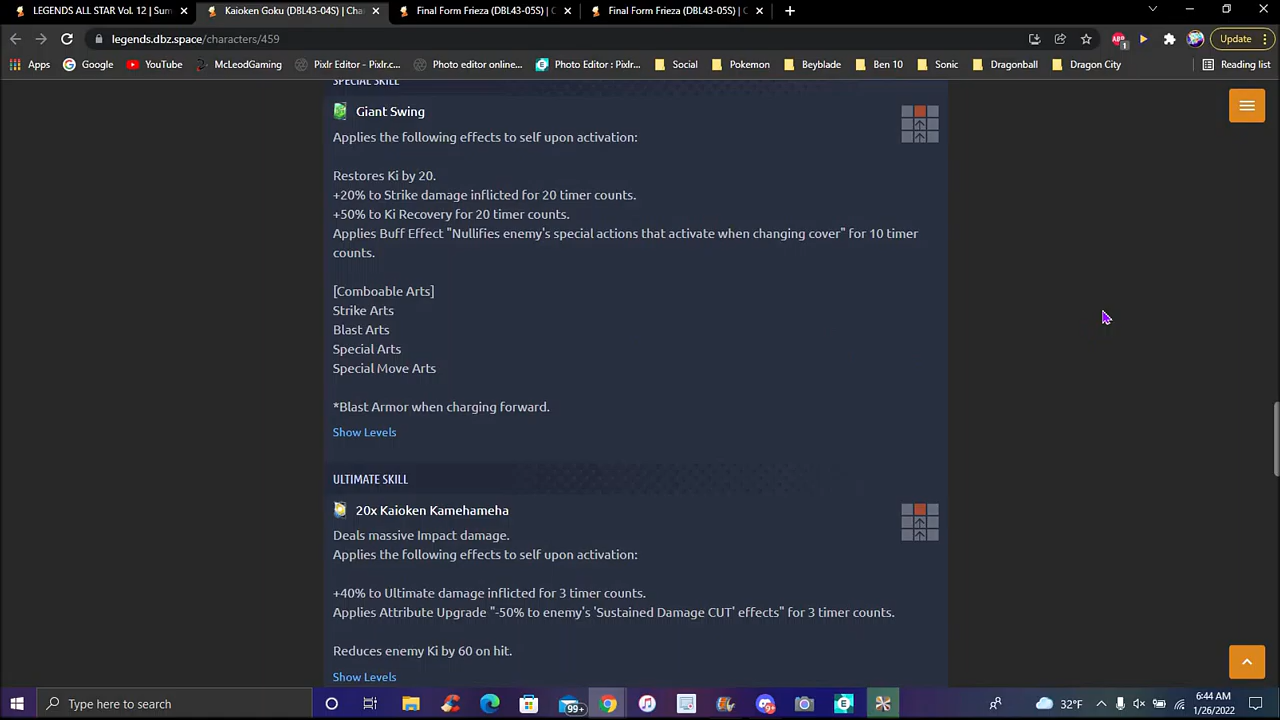 LEGENDS ALL STAR Vol. 12 | Sum
Kaioken Goku (DBL43-04S) | Cha
Final Form Frieza (DBL43-05S) | C
Final Form Frieza (DBL43-05S) | C
legends.dbz.space/characters/459
ABP
1
Update
Apps
Google
YouTube
McLeodGaming
Pixlr Editor - Pixlr.c...
Photo editor online...
Photo Editor : Pixlr...
Social
Pokemon
Beyblade
Ben 10
Sonic
Dragonball
Dragon City
Reading list
SPECIAL SKILL
Giant Swing
Applies the following effects to self upon activation:
Restores Ki by 20.
+20% to Strike damage inflicted for 20 timer counts.
+50% to Ki Recovery for 20 timer counts.
Applies Buff Effect "Nullifies enemy's special actions that activate when changing cover" for 10 timer
counts.
[Comboable Arts]
Strike Arts
Blast Arts
Special Arts
Special Move Arts
*Blast Armor when charging forward.
Show Levels
ULTIMATE SKILL
20x Kaioken Kamehameha
Deals massive Impact damage.
Applies the following effects to self upon activation:
+40% to Ultimate damage inflicted for 3 timer counts.
Applies Attribute Upgrade "-50% to enemy's 'Sustained Damage CUT' effects" for 3 timer counts.
Reduces enemy Ki by 60 on hit.
Show Levels
Type here to search
99+
32°F
6:44 AM
1/26/2022